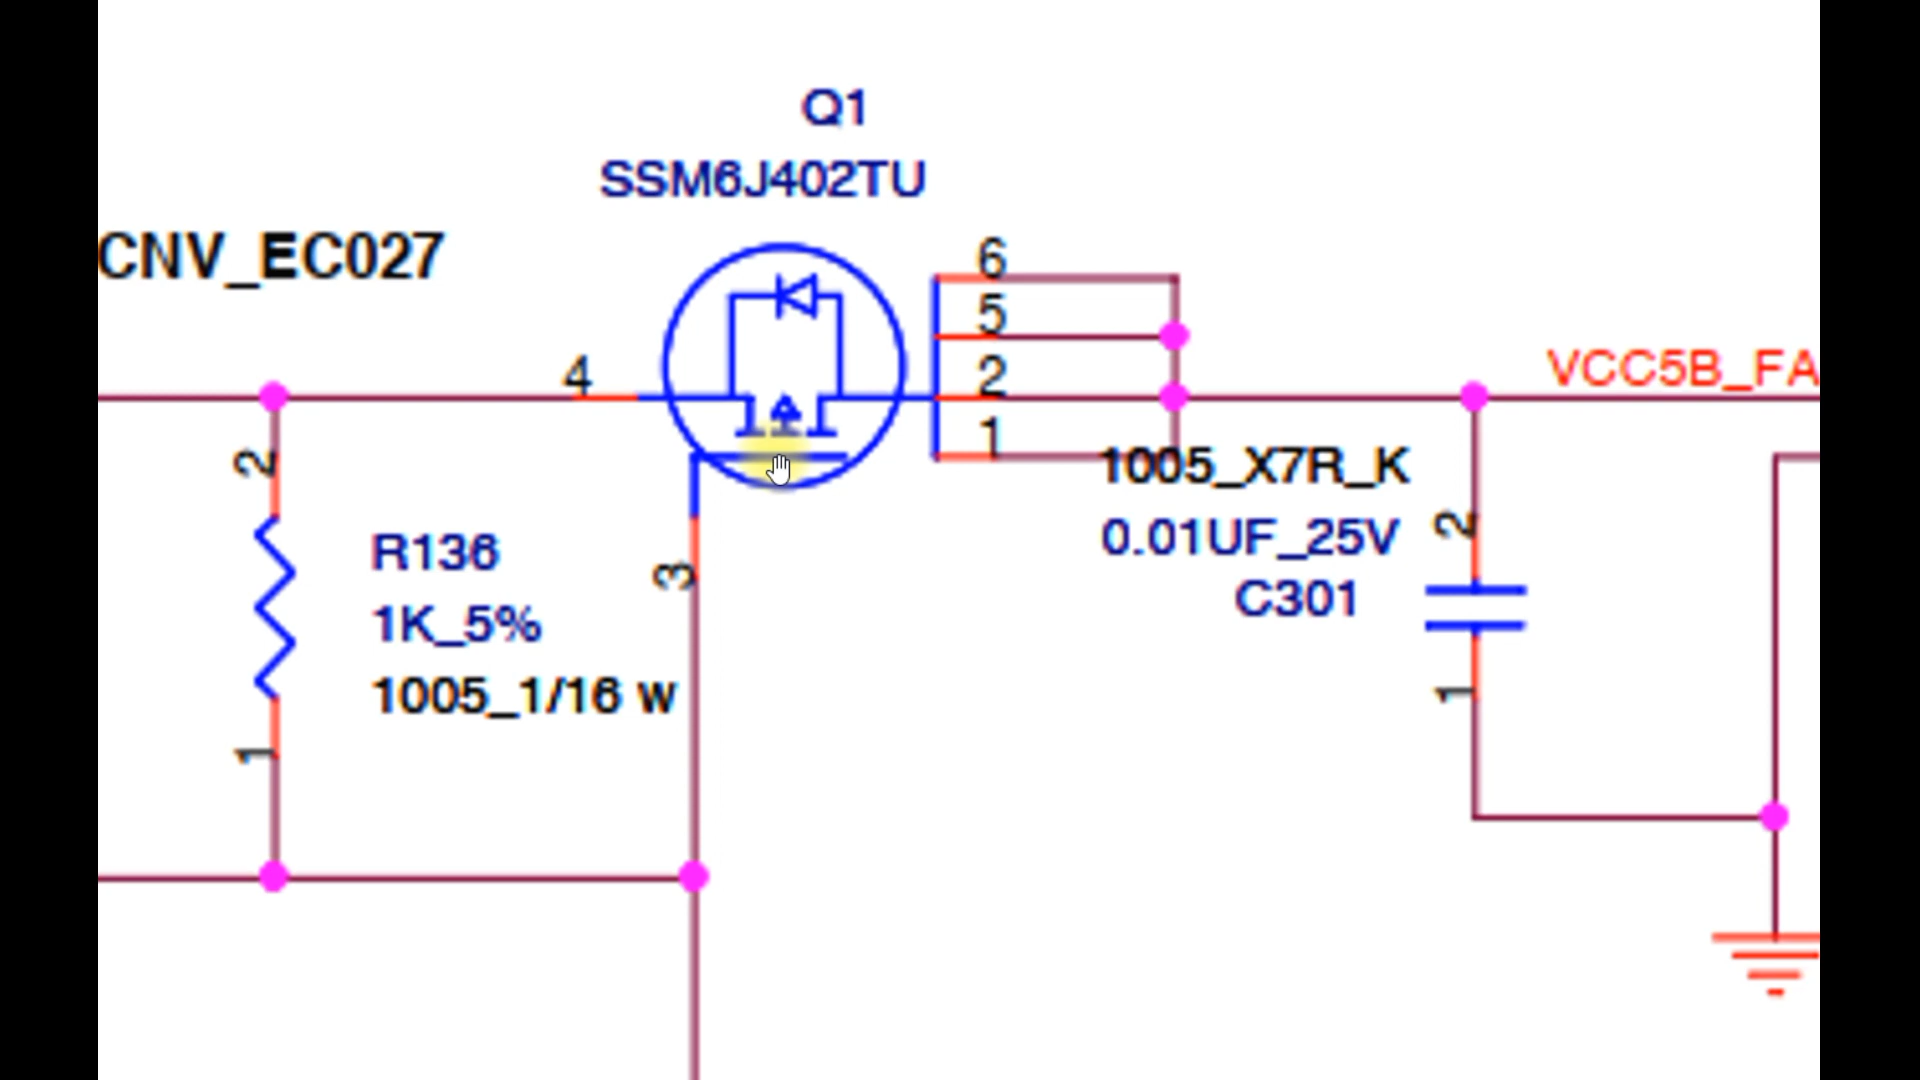 Q1
SSM6J402TU
CNV_EC027
6
5
4
2
1
VCC5B_FA
2
1005_X7R_K
0.01UF_25V
2
C301
R136
3
1K_5%
1005_1/16 W
1
1